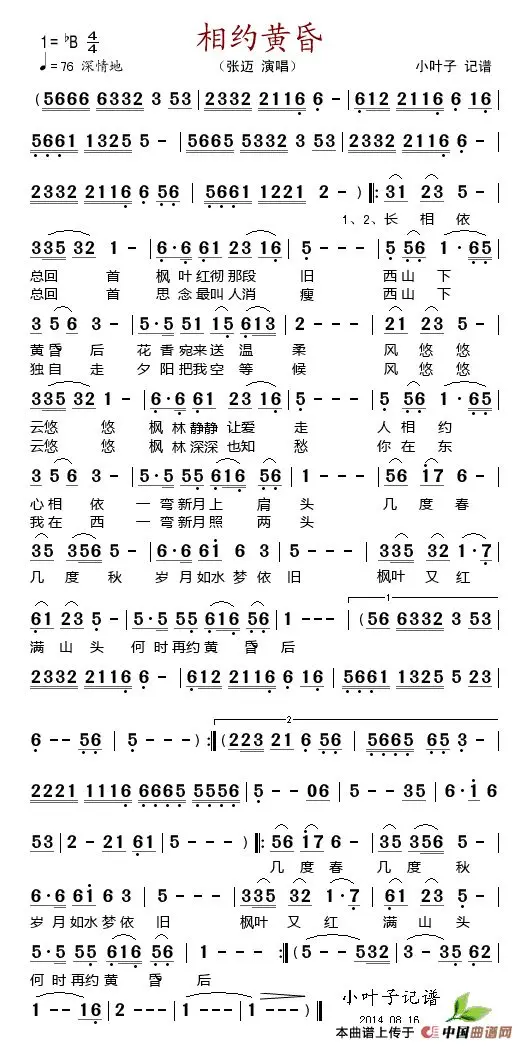 相约黄昏
1=♭B 4/4
♩=76 深情地
（张迈 演唱）
小叶子 记谱
(5666 6332 3 53 | 2332 2116 6 - | 612 2116 6 16 |
5661 1325 5 - | 5665 5332 3 53 | 2332 2116 6 - |
2332 2116 6 56 | 5661 1221 2 - ) ‖: 31 23 5 - |
1、2、长 相 依
335 32 1 - | 6·6 61 23 16 | 5 - - - | 5 56 1·65 |
总回 首 枫 叶 红彻 那段 旧 西山 下
总回 首 思 念 最叫 人消 瘦 西山 下
3 56 3 - | 5·5 51 15 613 | 2 - - - | 21 23 5 - |
黄 昏 后 花 香 宛来 送 温 柔 风 悠 悠
独 自 走 夕 阳 把我 空 等 候 风 悠 悠
335 32 1 - | 6·6 61 23 16 | 5 - - - | 5 56 1·65 |
云悠 悠 枫 林 静静 让爱 走 人 相 约
云悠 悠 枫 林 深深 也知 愁 你 在 东
3 56 3 - | 5·5 55 616 56 | 1 - - - | 56 17 6 - |
心 相 依 一 弯 新月 上 肩 头 几 度 春
我 在 西 一 弯 新月 照 两 头
35 356 5 - | 6·6 61 6 3 | 5 - - - | 335 32 1·7 |
几 度 秋 岁 月 如水 梦 依 旧 枫叶 又 红
61 23 5 - | 5·5 55 616 56 | 1 - - - | (56 6332 3 53 |
1
满 山 头 何 时 再约 黄 昏 后
2332 2116 6 - | 612 2116 6 16 | 5661 1325 5 23 |
6 - - 56 | 5 - - - ) :‖ (223 21 6 56 | 5665 65 3 - |
2
2221 1116 6665 5556 | 5 - - 06 | 5 - - 35 | 6·1 6
53 | 2 - 21 61 | 5 - - - ) ‖: 56 17 6 - | 35 356 5 - |
几 度 春 几 度 秋
6·6 61 6 3 | 5 - - - | 335 32 1·7 | 61 23 5 - |
岁 月 如水 梦 依 旧 枫叶 又 红 满 山 头
5·5 55 616 56 | 1 - - - :‖ (5 - - 532 | 3 - 35 62 |
何 时 再约 黄 昏 后
1 - - 16 | 2 - - - | 1 - - - | 1 - - - ) ‖
小叶子记谱
2014.08.16
本曲谱上传于 中国曲谱网